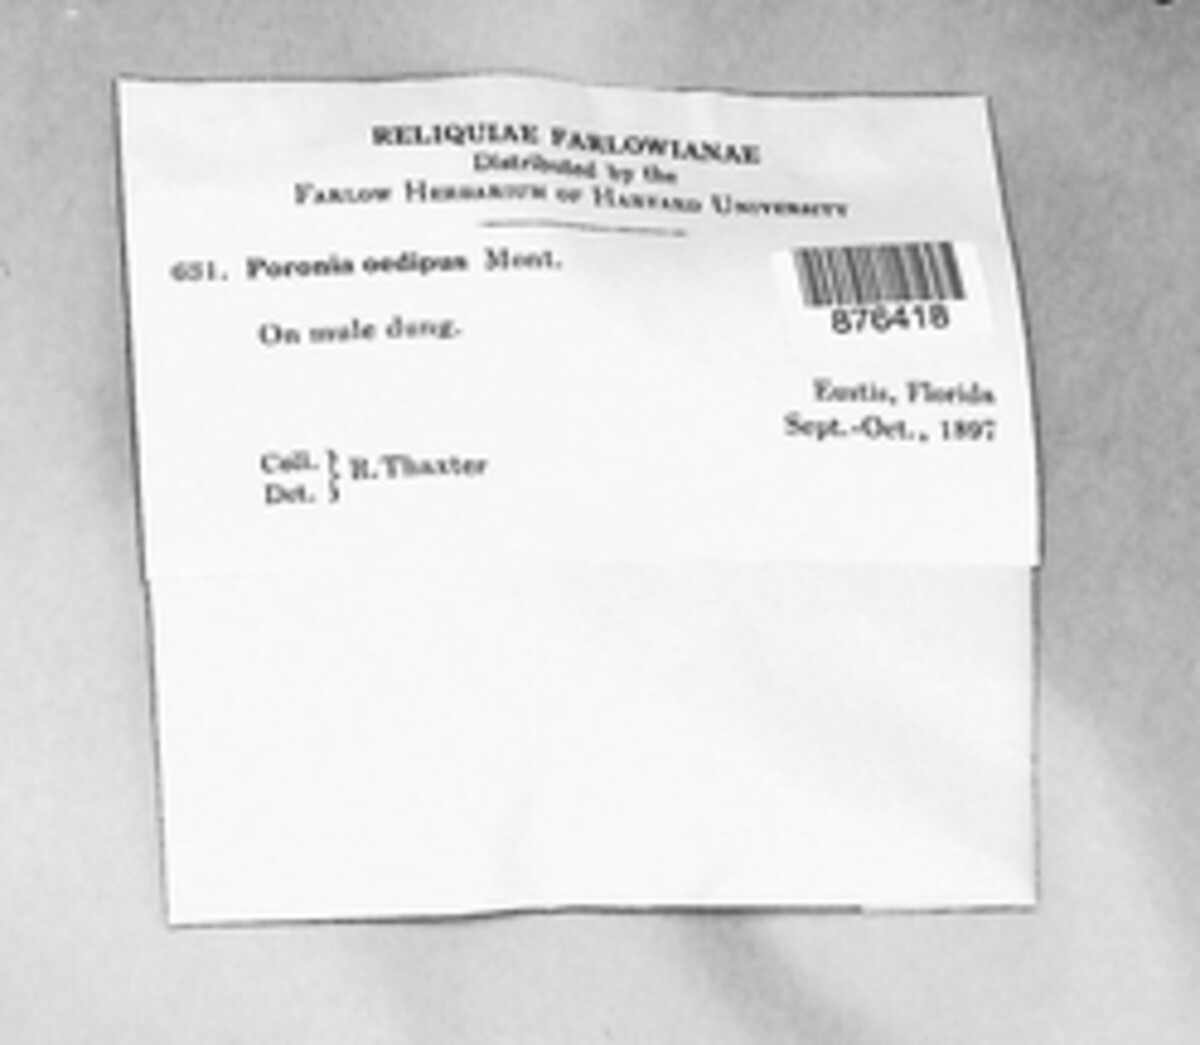 RELIQUIAE FARLOWIANAE
Distributed by the
FARLOW HERBARIUM OF HARVARD UNIVERSITY
651. Poronia oedipus Mont.
876418
On mule dung.
Eustis, Florida
Sept.-Oct., 1897
Coll. } R. Thaxter
Det.